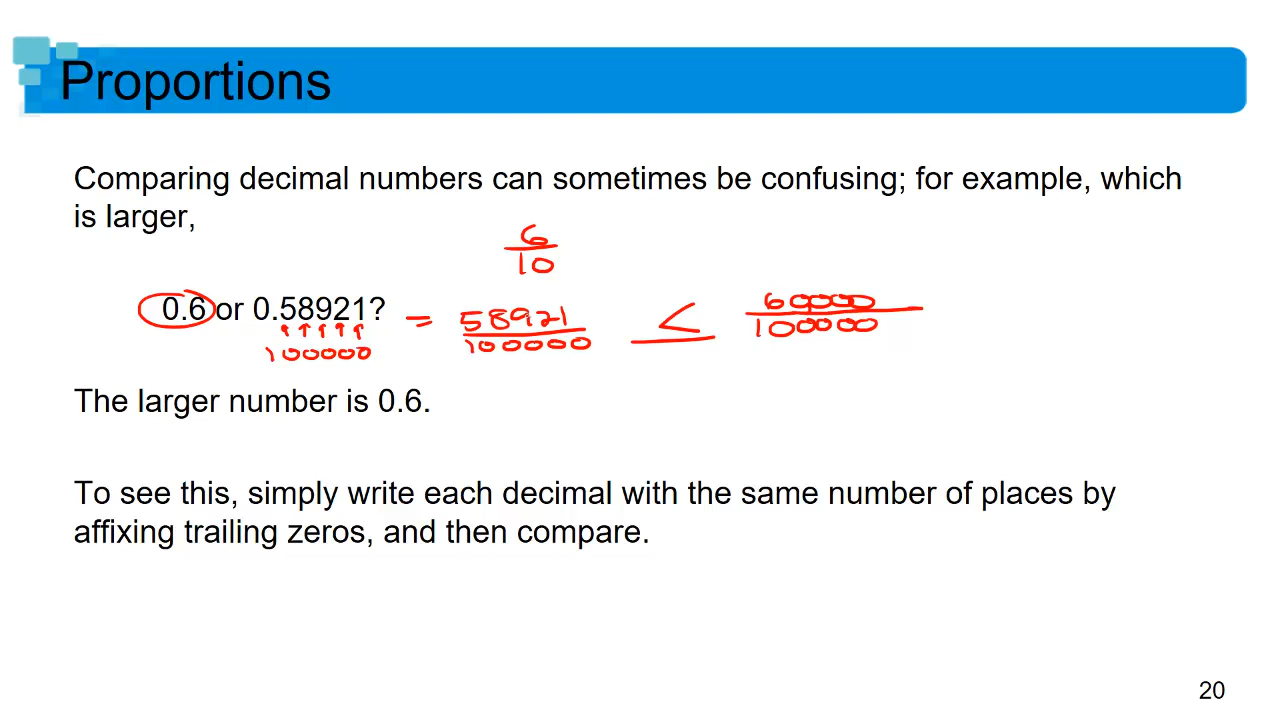 Proportions
Comparing decimal numbers can sometimes be confusing; for example, which
is larger,
6
10
0.6 or 0.58921? = 58921 < 60000
100000 100000 100000
The larger number is 0.6.
To see this, simply write each decimal with the same number of places by
affixing trailing zeros, and then compare.
20